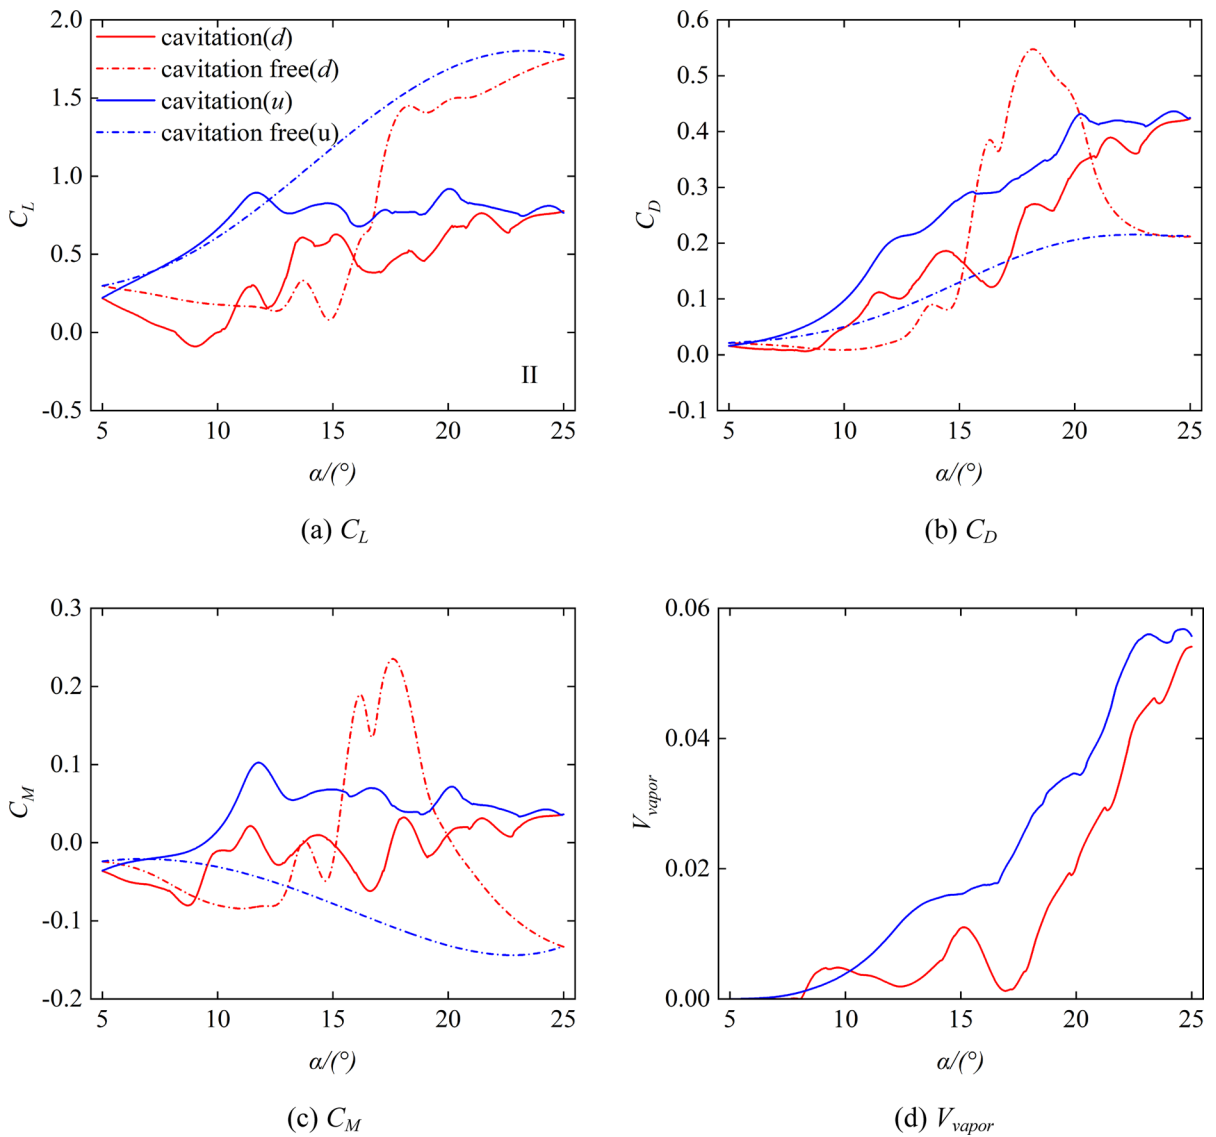 2.0
1.5
1.0
0.5
0.0
-0.5
C_L
cavitation(d)
cavitation free(d)
cavitation(u)
cavitation free(u)
II
5 10 15 20 25
α/(°)
(a) C_L
0.6
0.5
0.4
0.3
0.2
0.1
0.0
-0.1
C_D
5 10 15 20 25
α/(°)
(b) C_D
0.3
0.2
0.1
0.0
-0.1
-0.2
C_M
5 10 15 20 25
α/(°)
(c) C_M
0.06
0.04
0.02
0.00
V_vapor
5 10 15 20 25
α/(°)
(d) V_vapor